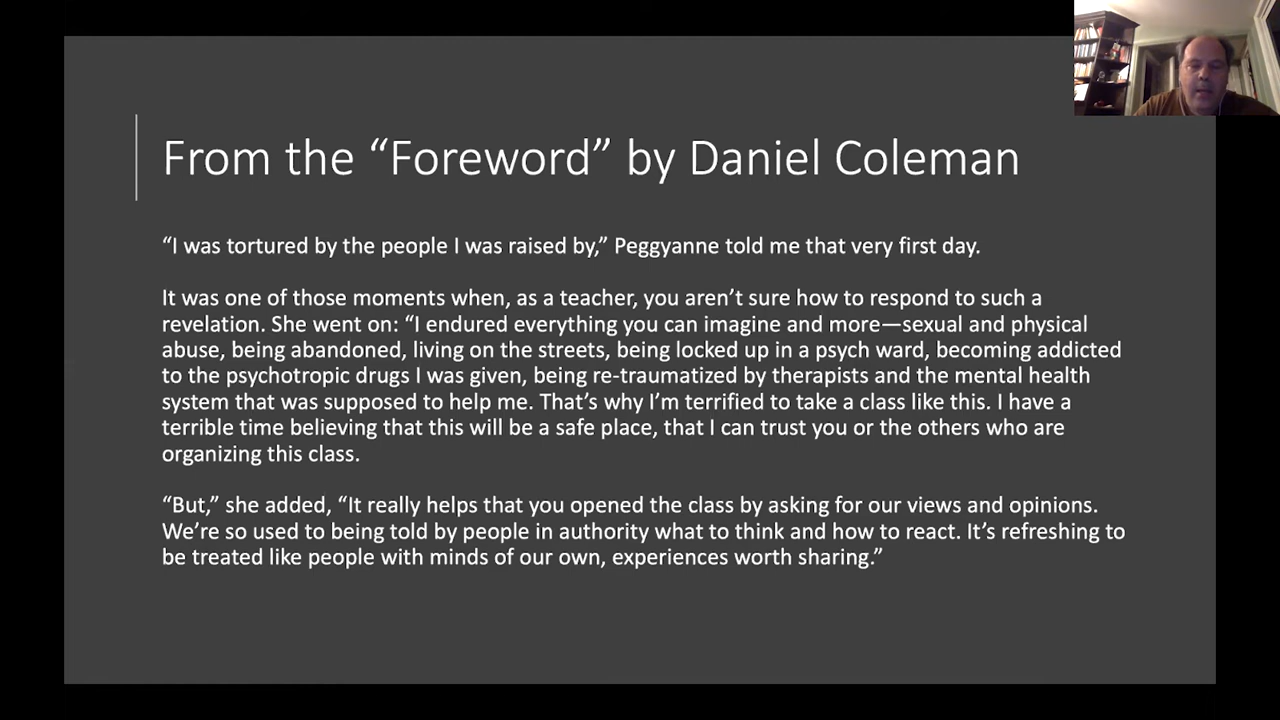 From the “Foreword” by Daniel Coleman
“I was tortured by the people I was raised by,” Peggyanne told me that very first day.
It was one of those moments when, as a teacher, you aren’t sure how to respond to such a
revelation. She went on: “I endured everything you can imagine and more—sexual and physical
abuse, being abandoned, living on the streets, being locked up in a psych ward, becoming addicted
to the psychotropic drugs I was given, being re-traumatized by therapists and the mental health
system that was supposed to help me. That’s why I’m terrified to take a class like this. I have a
terrible time believing that this will be a safe place, that I can trust you or the others who are
organizing this class.
“But,” she added, “It really helps that you opened the class by asking for our views and opinions.
We’re so used to being told by people in authority what to think and how to react. It’s refreshing to
be treated like people with minds of our own, experiences worth sharing.”